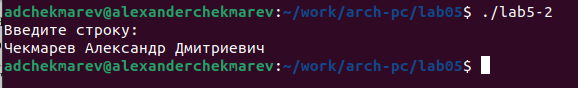 adchekmarev@alexanderchekmarev:~/work/arch-pc/lab05$ ./lab5-2
Введите строку:
Чекмарев Александр Дмитриевич
adchekmarev@alexanderchekmarev:~/work/arch-pc/lab05$